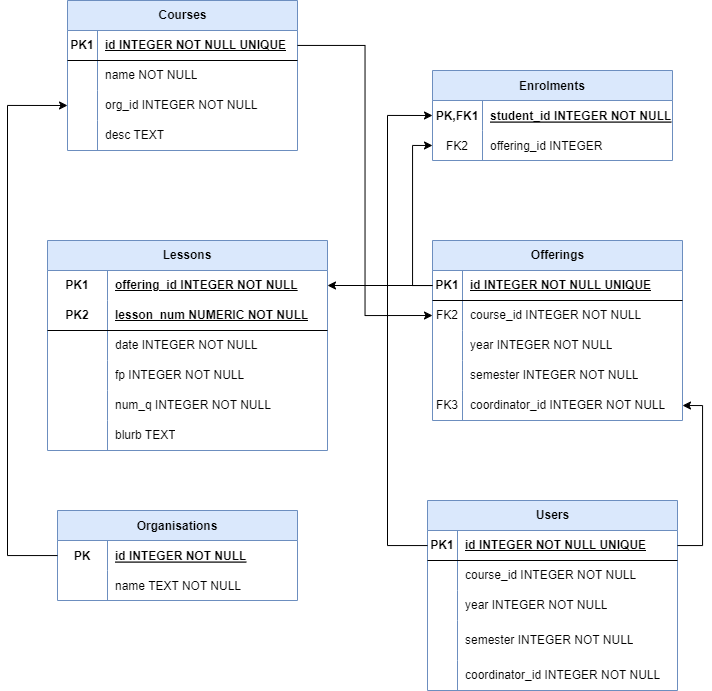 Courses
PK1 id INTEGER NOT NULL UNIQUE
name NOT NULL
org_id INTEGER NOT NULL
desc TEXT
Enrolments
PK,FK1 student_id INTEGER NOT NULL
FK2 offering_id INTEGER
Lessons
PK1 offering_id INTEGER NOT NULL
PK2 lesson_num NUMERIC NOT NULL
date INTEGER NOT NULL
fp INTEGER NOT NULL
num_q INTEGER NOT NULL
blurb TEXT
Offerings
PK1 id INTEGER NOT NULL UNIQUE
FK2 course_id INTEGER NOT NULL
year INTEGER NOT NULL
semester INTEGER NOT NULL
FK3 coordinator_id INTEGER NOT NULL
Organisations
PK id INTEGER NOT NULL
name TEXT NOT NULL
Users
PK1 id INTEGER NOT NULL UNIQUE
course_id INTEGER NOT NULL
year INTEGER NOT NULL
semester INTEGER NOT NULL
coordinator_id INTEGER NOT NULL